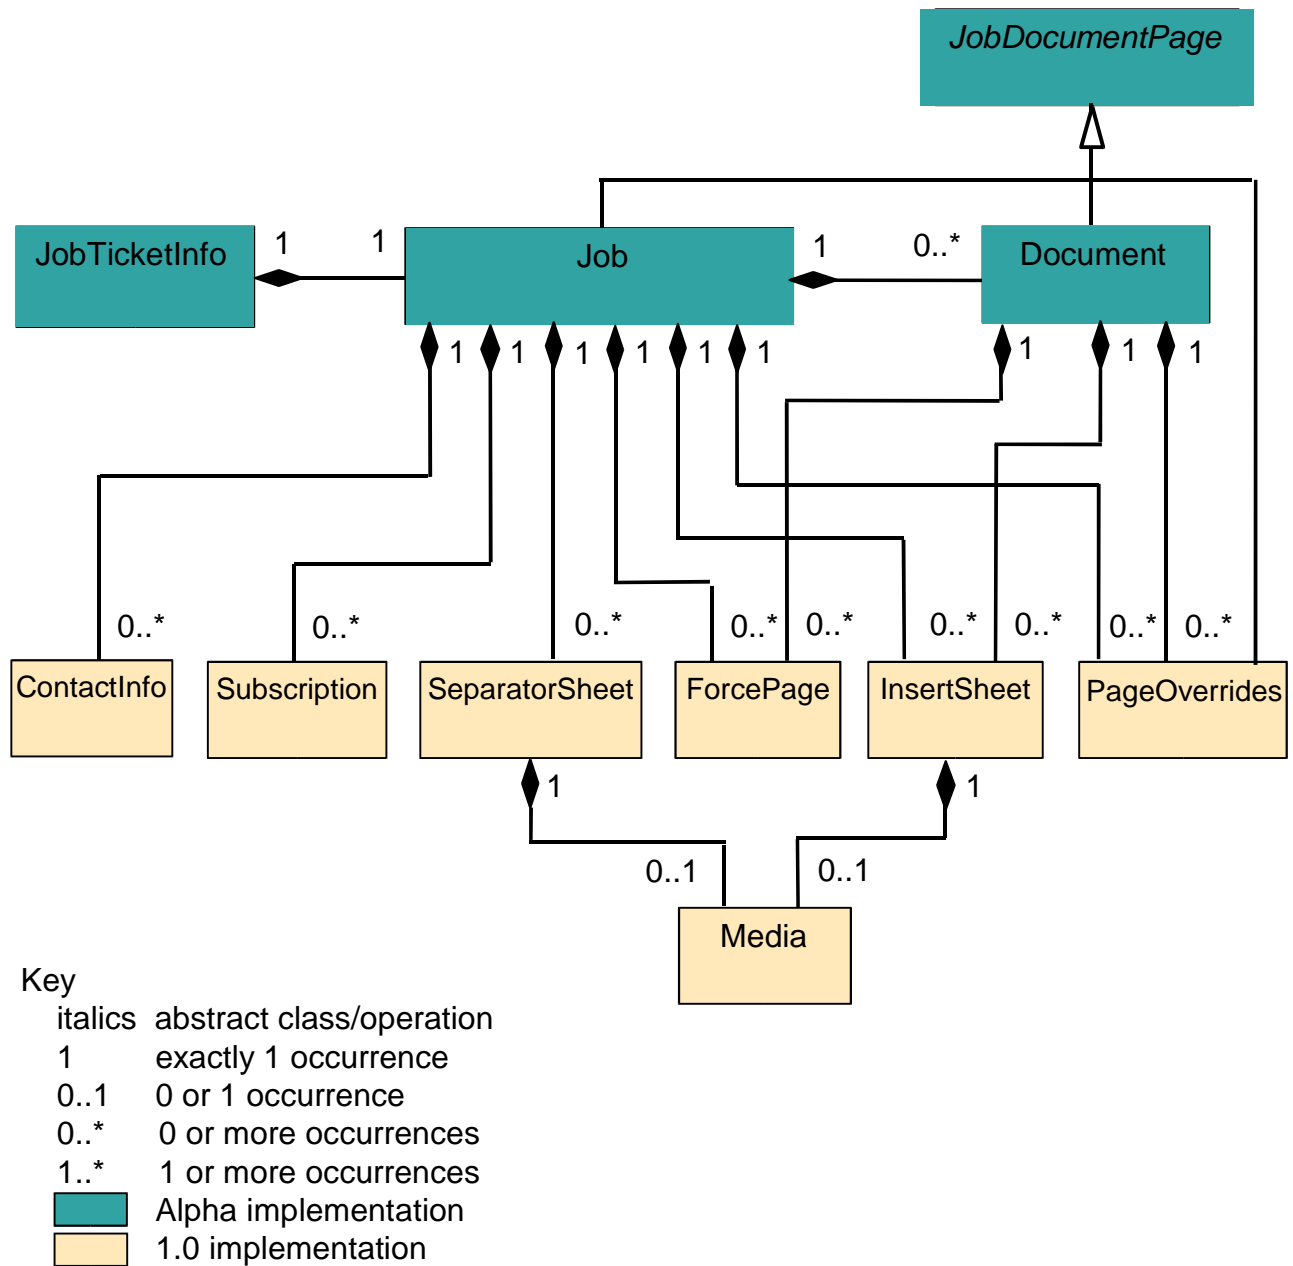 JobDocumentPage
JobTicketInfo 1 1 Job 1 0..* Document
1 1 1 1 1 1 1 1 1
0..* 0..* 0..* 0..* 0..* 0..* 0..* 0..* 0..*
ContactInfo Subscription SeparatorSheet ForcePage InsertSheet PageOverrides
1 1
0..1 0..1
Media
Key
italics abstract class/operation
1 exactly 1 occurrence
0..1 0 or 1 occurrence
0..* 0 or more occurrences
1..* 1 or more occurrences
Alpha implementation
1.0 implementation